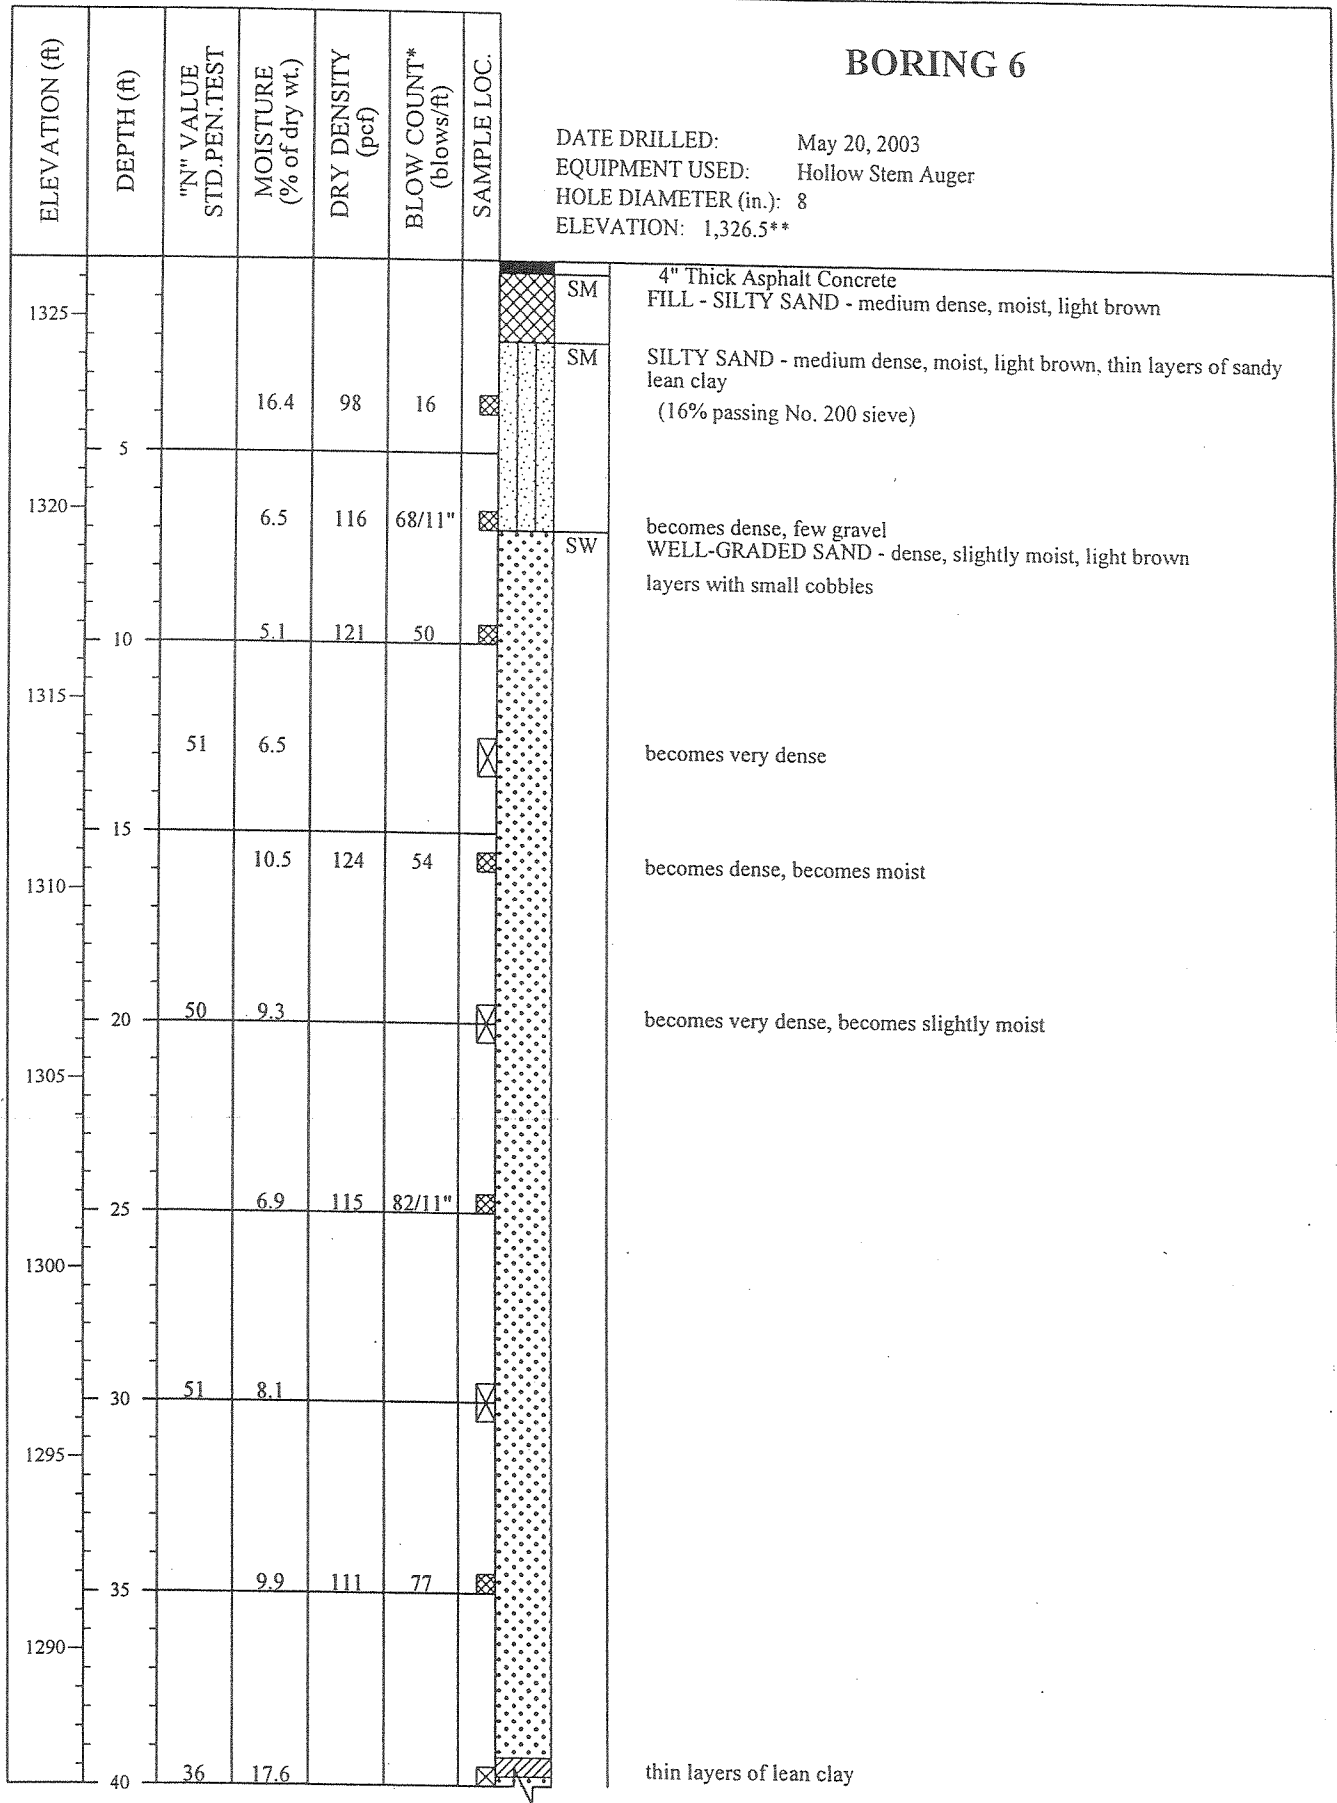 BORING 6
ELEVATION (ft)
DEPTH (ft)
"N" VALUE
STD.PEN.TEST
MOISTURE
(% of dry wt.)
DRY DENSITY
(pcf)
BLOW COUNT*
(blows/ft)
SAMPLE LOC.
DATE DRILLED: May 20, 2003
EQUIPMENT USED: Hollow Stem Auger
HOLE DIAMETER (in.): 8
ELEVATION: 1,326.5**
4" Thick Asphalt Concrete
1325 SM FILL - SILTY SAND - medium dense, moist, light brown
SM SILTY SAND - medium dense, moist, light brown, thin layers of sandy
lean clay
16.4 98 16 (16% passing No. 200 sieve)
5
1320
6.5 116 68/11" becomes dense, few gravel
SW WELL-GRADED SAND - dense, slightly moist, light brown
layers with small cobbles
10 5.1 121 50
1315
51 6.5 becomes very dense
15
10.5 124 54 becomes dense, becomes moist
1310
20 50 9.3 becomes very dense, becomes slightly moist
1305
25 6.9 115 82/11"
1300
30 51 8.1
1295
35 9.9 111 77
1290
40 36 17.6 thin layers of lean clay